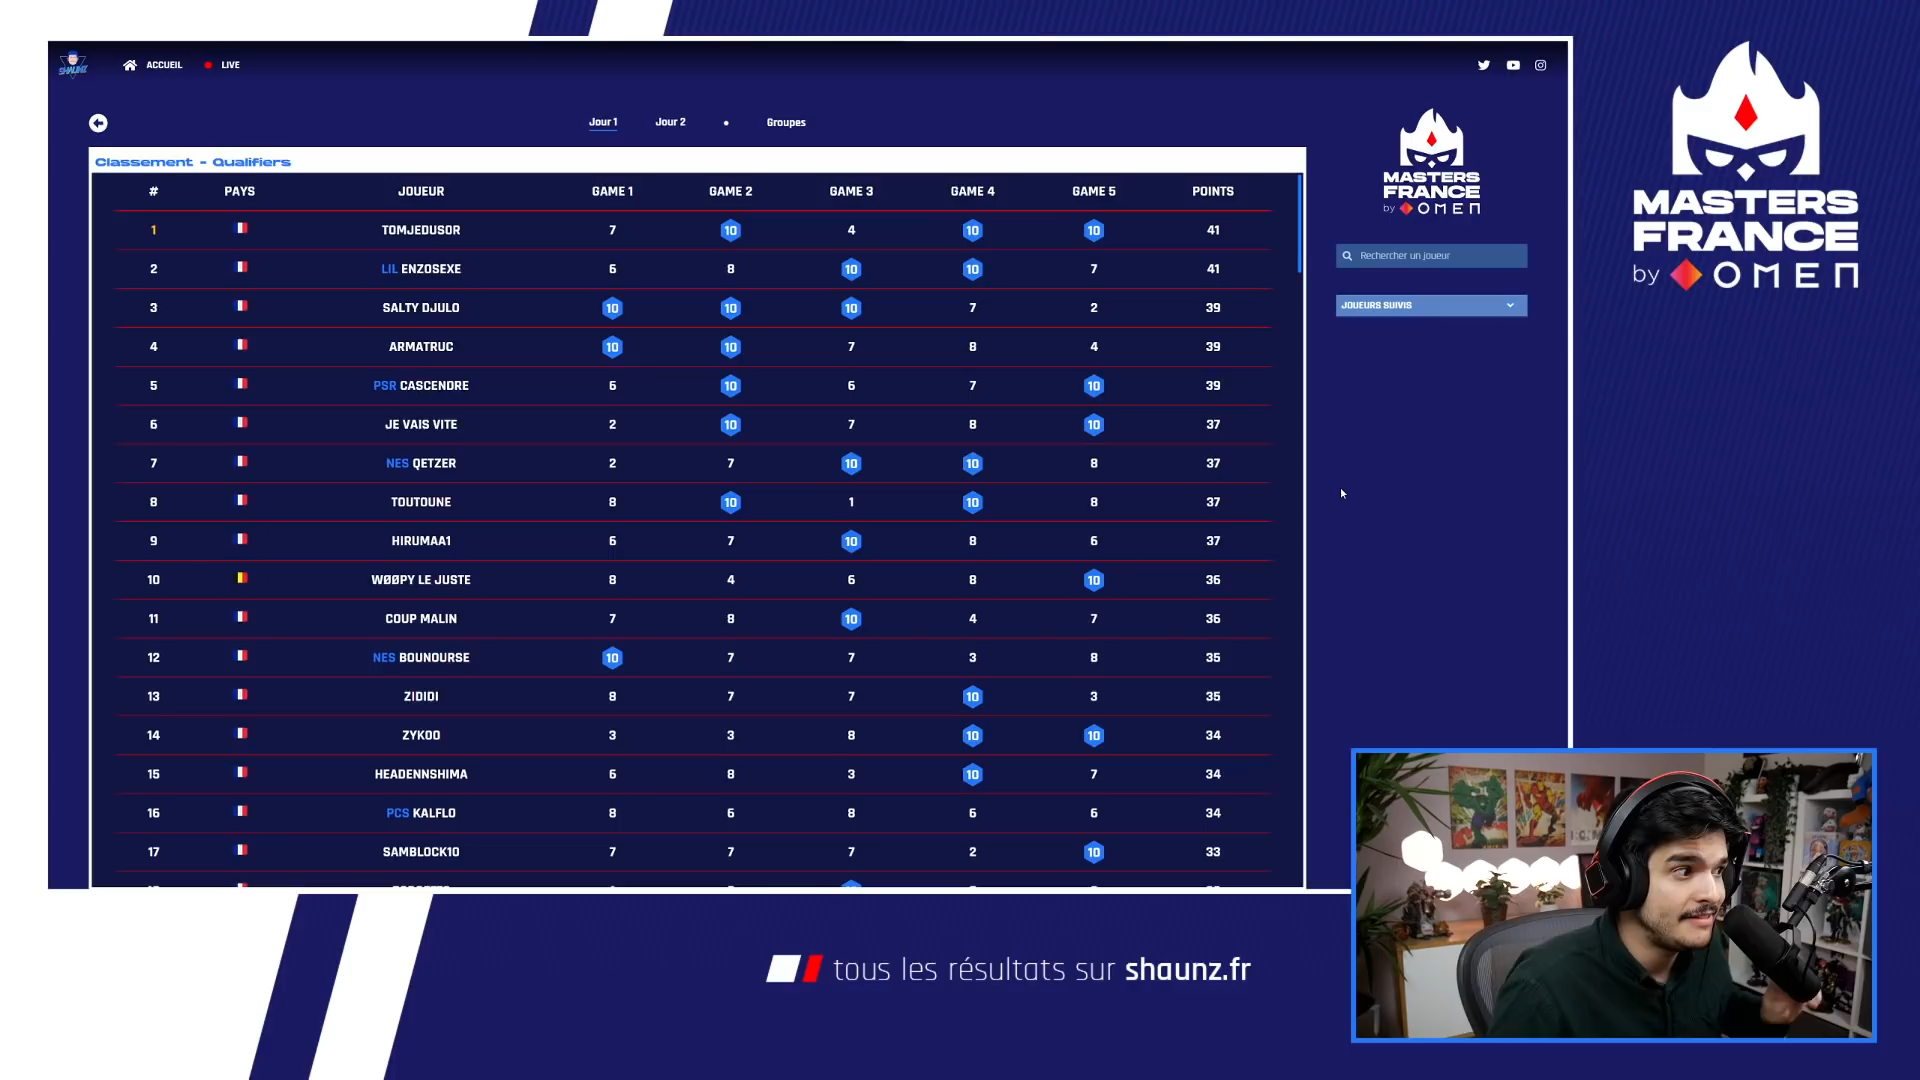 SHAUNZ
ACCUEIL LIVE
Jour 1 Jour 2 • Groupes
Classement - Qualifiers
# PAYS JOUEUR GAME 1 GAME 2 GAME 3 GAME 4 GAME 5 POINTS
1 TOMJEDUSOR 7 10 4 10 10 41
2 LIL ENZOSEXE 6 8 10 10 7 41
3 SALTY DJULO 10 10 10 7 2 39
4 ARMATRUC 10 10 7 8 4 39
5 PSR CASCENDRE 6 10 6 7 10 39
6 JE VAIS VITE 2 10 7 8 10 37
7 NES QETZER 2 7 10 10 8 37
8 TOUTOUNE 8 10 1 10 8 37
9 HIRUMAA1 6 7 10 8 6 37
10 WØØPY LE JUSTE 8 4 6 8 10 36
11 COUP MALIN 7 8 10 4 7 36
12 NES BOUNOURSE 10 7 7 3 8 35
13 ZIDIDI 8 7 7 10 3 35
14 ZYKOO 3 3 8 10 10 34
15 HEADENNSHIMA 6 8 3 10 7 34
16 PCS KALFLO 8 6 8 6 6 34
17 SAMBLOCK10 7 7 7 2 10 33
MASTERS
FRANCE
by OMEN
Rechercher un joueur
JOUEURS SUIVIS
MASTERS
FRANCE
by OMEN
tous les résultats sur shaunz.fr